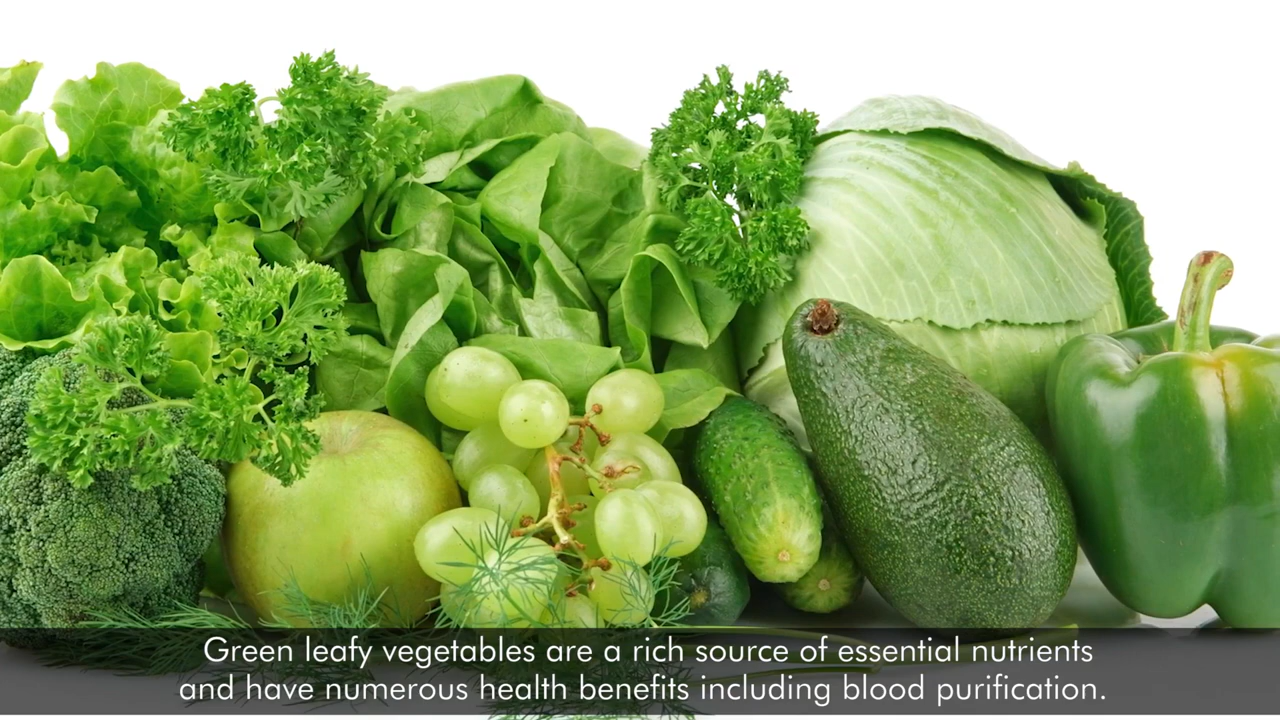 Green leafy vegetables are a rich source of essential nutrients
and have numerous health benefits including blood purification.